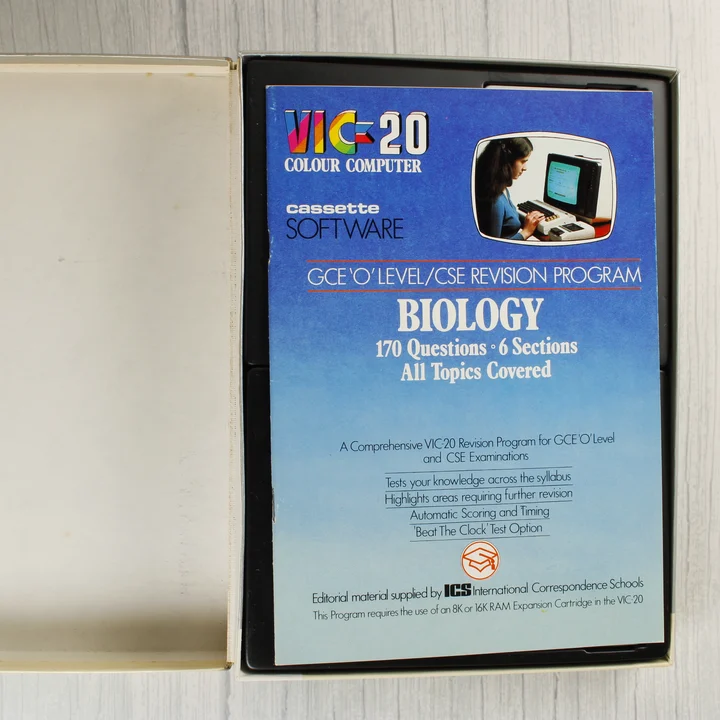 VIC-20
COLOUR COMPUTER
cassette
SOFTWARE
GCE 'O' LEVEL/CSE REVISION PROGRAM
BIOLOGY
170 Questions ° 6 Sections
All Topics Covered
A Comprehensive VIC20 Revision Program for GCE 'O' Level
and CSE Examinations
Tests your knowledge across the syllabus
Highlights areas requiring further revision
Automatic Scoring and Timing
'Beat The Clock' Test Option
Editorial material supplied by ICS International Correspondence Schools
This Program requires the use of an 8K or 16K RAM Expansion Cartridge in the VIC-20